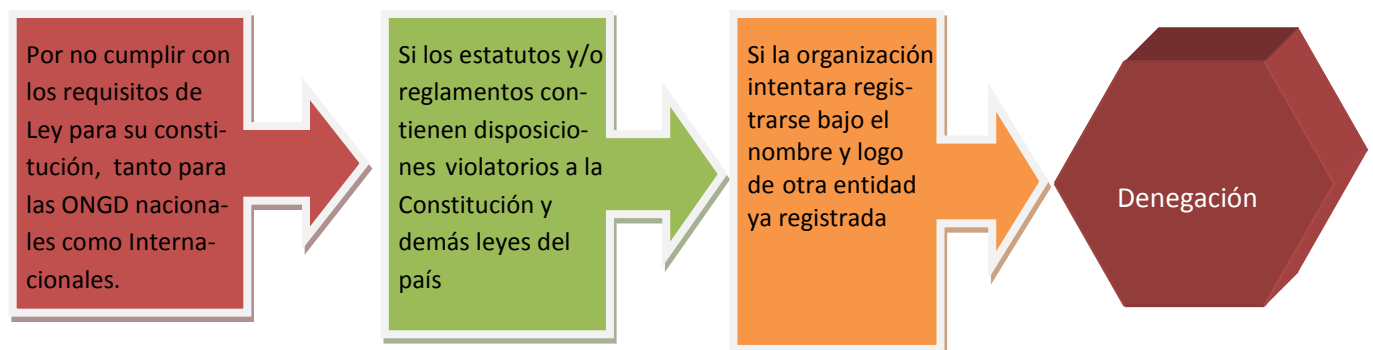 Por no cumplir con
los requisitos de
Ley para su consti-
tución, tanto para
las ONGD naciona-
les como Interna-
cionales.
Si los estatutos y/o
reglamentos con-
tienen disposicio-
nes violatorios a la
Constitución y
demás leyes del
país
Si la organización
intentara regis-
trarse bajo el
nombre y logo
de otra entidad
ya registrada
Denegación